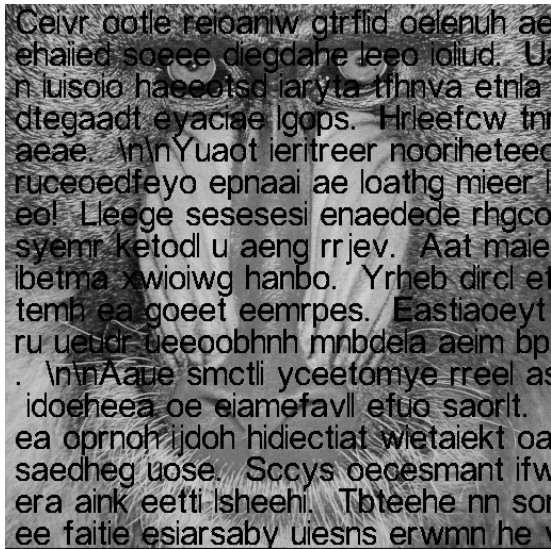 Ceivr ootle reioaniw gtrflid oelenuh ae
ehaiied soeee diegdahe leeo ioliud.  Ua
n luisoio haeeotsd iaryta tfhnva etnla
dtegaadt eyaciae lgops.  Hrleefcw tnr
aeae.  \n\nYuaot ieritreer nooriheteec
ruceoedfeyo epnaai ae loathg mieer l
eo!  Lleege sesesesi enaedede rhgco
syemr ketodl u aeng rrjev.  Aat maie
ibetma xwioiwg hanbo.  Yrheb dircl et
temh ea goeet eemrpes.  Eastiaoeyt
ru ueudr ueeoobhnh mnbdela aeim bp
.  \n\nAaue smctli yceetomye rreel as
idoeheea oe eiamefavll efuo saorlt.
ea oprnoh ijdoh hidiectiat wietaiekt oa
saedheg uose.  Sccys oecesmant ifw
era aink eetti lsheehi.  Tbteehe nn sor
ee faitie esiarsaby uiesns erwmn he